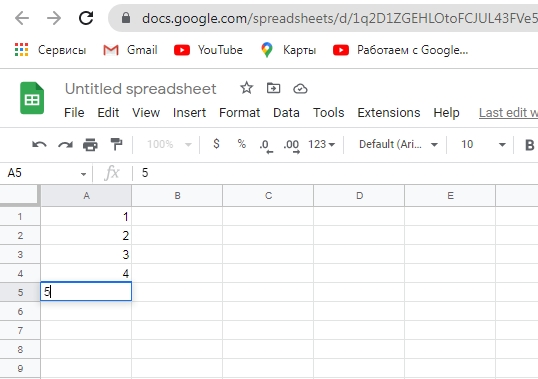 docs.google.com/spreadsheets/d/1q2D1ZGEHLOtoFCJUL43FVe5
Сервисы Gmail YouTube Карты Работаем с Google...
Untitled spreadsheet
File Edit View Insert Format Data Tools Extensions Help Last edit w
100% $ % .0 .00 123 Default (Ari... 10 B
A5 fx 5
A B C D E
1 1
2 2
3 3
4 4
5 5
6
7
8
9